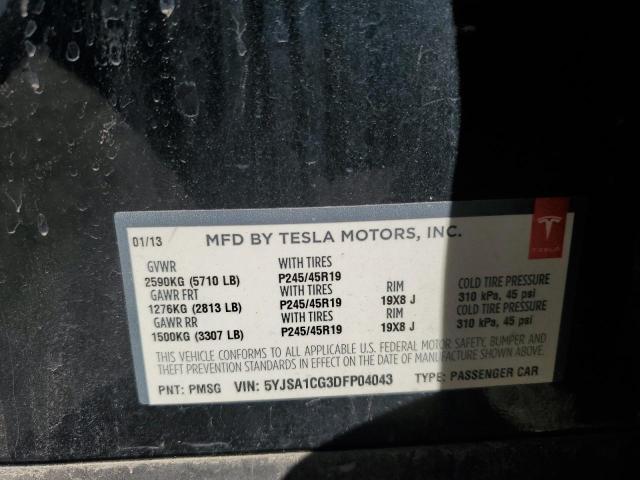 01/13 MFD BY TESLA MOTORS, INC.
TESLA
GVWR WITH TIRES
2590KG (5710 LB) P245/45R19 RIM COLD TIRE PRESSURE
GAWR FRT WITH TIRES
1276KG (2813 LB) P245/45R19 19X8 J 310 kPa, 45 psi
GAWR RR WITH TIRES RIM COLD TIRE PRESSURE
1500KG (3307 LB) P245/45R19 19X8 J 310 kPa, 45 psi
THIS VEHICLE CONFORMS TO ALL APPLICABLE U.S. FEDERAL MOTOR SAFETY, BUMPER AND
THEFT PREVENTION STANDARDS IN EFFECT ON THE DATE OF MANUFACTURE SHOWN ABOVE.
PNT: PMSG VIN: 5YJSA1CG3DFP04043 TYPE: PASSENGER CAR